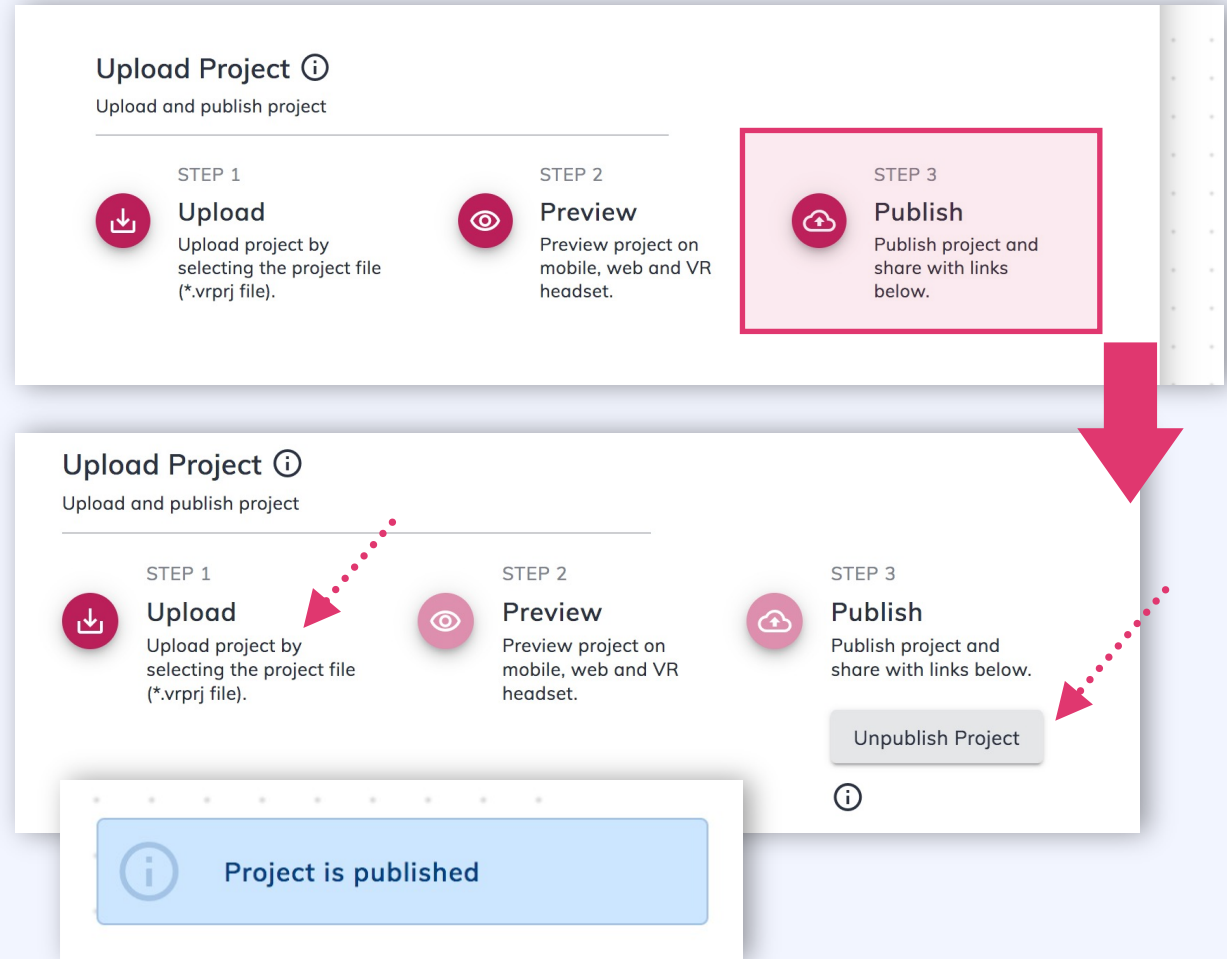 Upload Project
Upload and publish project
STEP 1
Upload
Upload project by
selecting the project file
(*.vrprj file).
STEP 2
Preview
Preview project on
mobile, web and VR
headset.
STEP 3
Publish
Publish project and
share with links
below.
Upload Project
Upload and publish project
STEP 1
Upload
Upload project by
selecting the project file
(*.vrprj file).
STEP 2
Preview
Preview project on
mobile, web and VR
headset.
STEP 3
Publish
Publish project and
share with links below.
Unpublish Project
Project is published